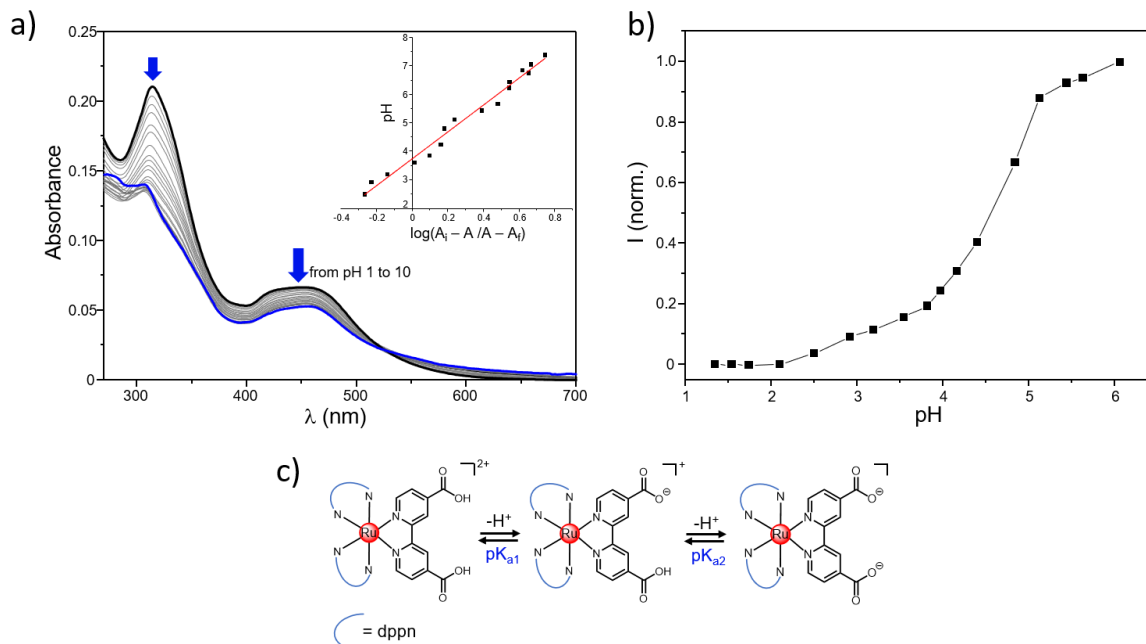 a)
0.25
0.20
0.15
0.10
0.05
0
Absorbance
300
400
500
600
700
λ (nm)
from pH 1 to 10
8
7
6
5
4
3
2
pH
-0.4
-0.2
0
0.2
0.4
0.6
0.8
log(Ai – A /A – Af)
b)
1.0
0.8
0.6
0.4
0.2
0
I (norm.)
1
2
3
4
5
6
pH
c)
2+
N
N
N
N
N
N
Ru
O
OH
O
OH
-H+
pKa1
+
N
N
N
N
N
N
Ru
O
O⊖
O
OH
-H+
pKa2
N
N
N
N
N
N
Ru
O
O⊖
O
O⊖
= dppn